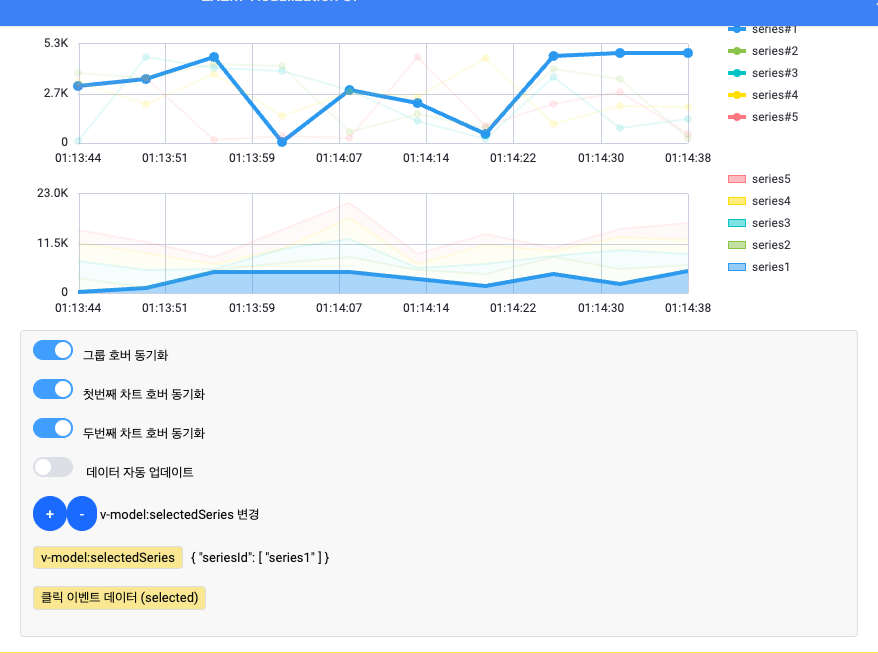 5.3K
2.7K
0
01:13:44 01:13:51 01:13:59 01:14:07 01:14:14 01:14:22 01:14:30 01:14:38
series#1
series#2
series#3
series#4
series#5
23.0K
11.5K
0
01:13:44 01:13:51 01:13:59 01:14:07 01:14:14 01:14:22 01:14:30 01:14:38
series5
series4
series3
series2
series1
그룹 호버 동기화
첫번째 차트 호버 동기화
두번째 차트 호버 동기화
데이터 자동 업데이트
+ - v-model:selectedSeries 변경
v-model:selectedSeries { "seriesId": [ "series1" ] }
클릭 이벤트 데이터 (selected)